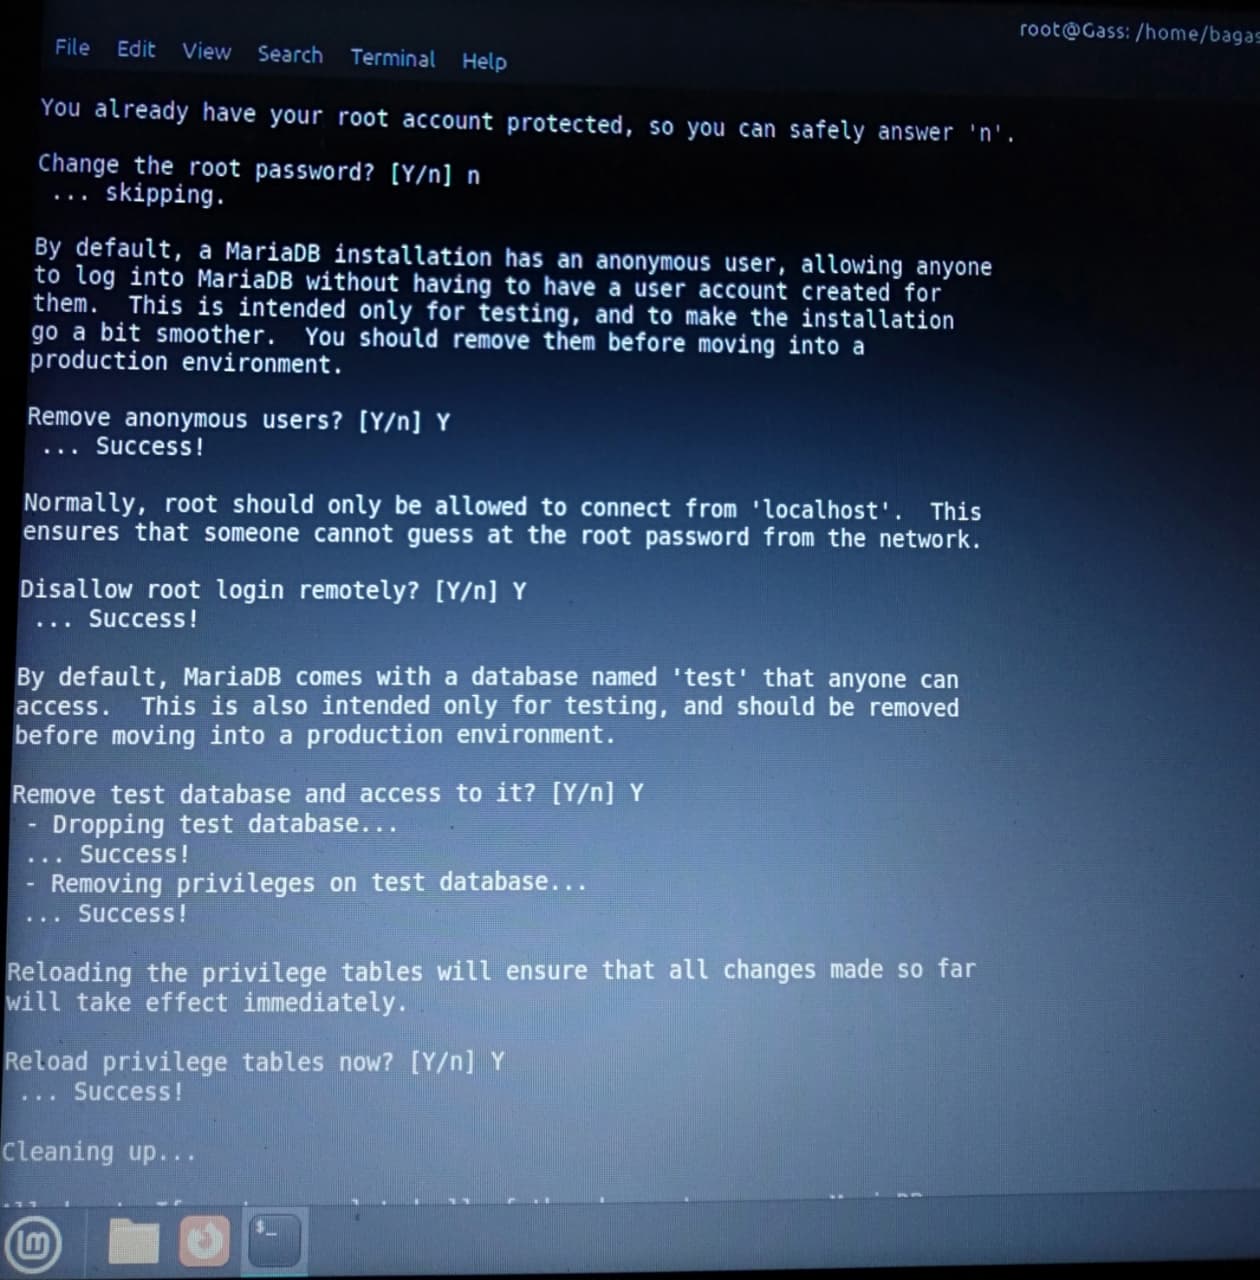 root@Gass: /home/bagas
File Edit View Search Terminal Help
You already have your root account protected, so you can safely answer 'n'.
Change the root password? [Y/n] n
... skipping.
By default, a MariaDB installation has an anonymous user, allowing anyone
to log into MariaDB without having to have a user account created for
them. This is intended only for testing, and to make the installation
go a bit smoother. You should remove them before moving into a
production environment.
Remove anonymous users? [Y/n] Y
... Success!
Normally, root should only be allowed to connect from 'localhost'. This
ensures that someone cannot guess at the root password from the network.
Disallow root login remotely? [Y/n] Y
... Success!
By default, MariaDB comes with a database named 'test' that anyone can
access. This is also intended only for testing, and should be removed
before moving into a production environment.
Remove test database and access to it? [Y/n] Y
- Dropping test database...
... Success!
- Removing privileges on test database...
... Success!
Reloading the privilege tables will ensure that all changes made so far
will take effect immediately.
Reload privilege tables now? [Y/n] Y
... Success!
Cleaning up...
$_